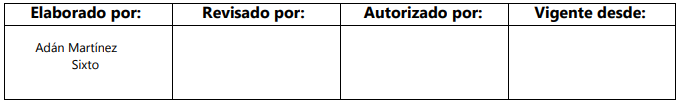 Elaborado por: Revisado por: Autorizado por: Vigente desde:
Adán Martínez
Sixto